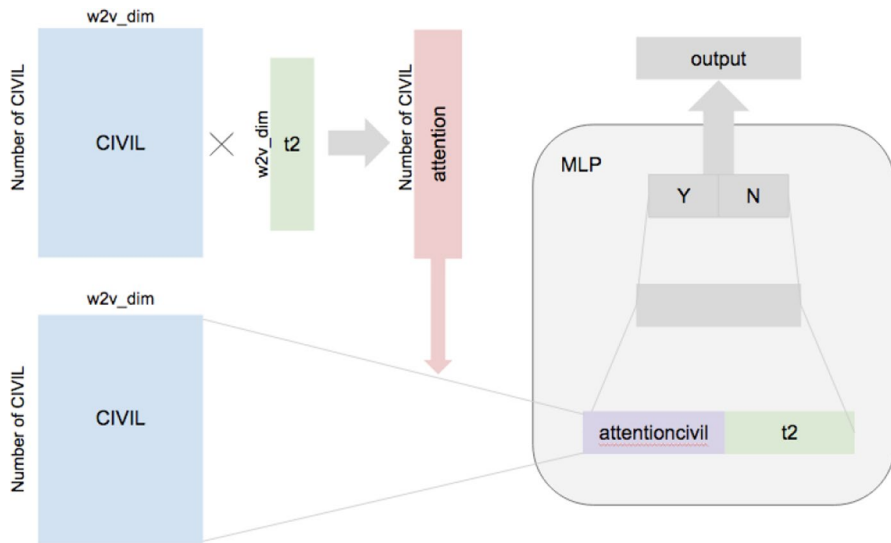 w2v_dim
Number of CIVIL
CIVIL
w2v_dim
t2
Number of CIVIL
attention
output
MLP
Y
N
w2v_dim
Number of CIVIL
CIVIL
attentioncivil
t2